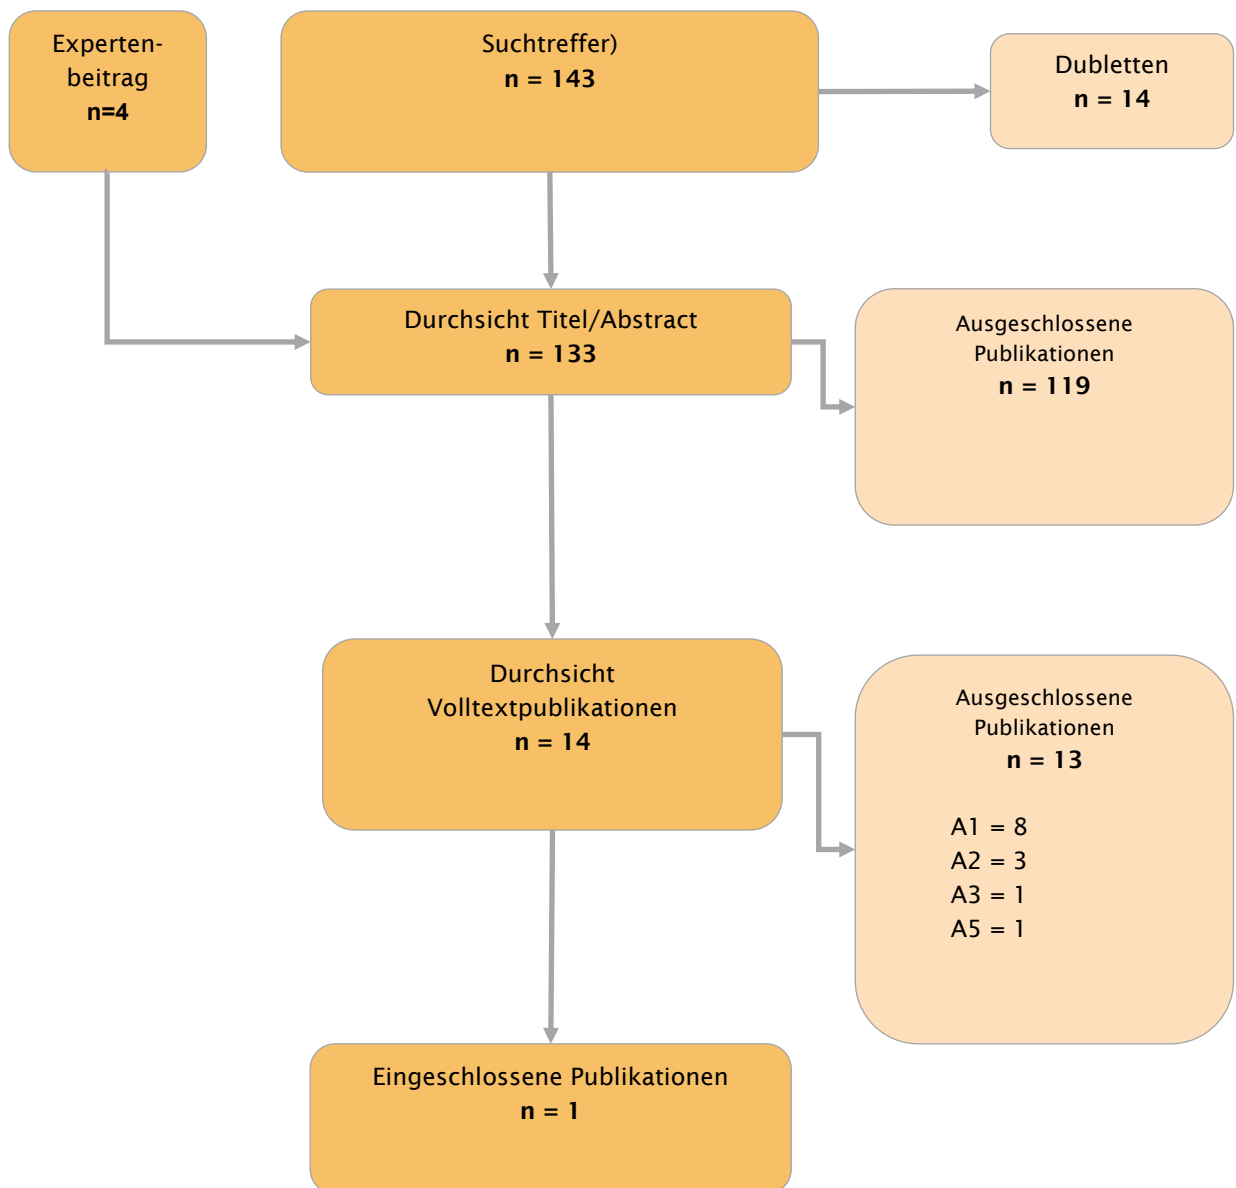 Experten-
beitrag
n=4
Suchtreffer)
n = 143
Dubletten
n = 14
Durchsicht Titel/Abstract
n = 133
Ausgeschlossene
Publikationen
n = 119
Durchsicht
Volltextpublikationen
n = 14
Ausgeschlossene
Publikationen
n = 13
A1 = 8
A2 = 3
A3 = 1
A5 = 1
Eingeschlossene Publikationen
n = 1